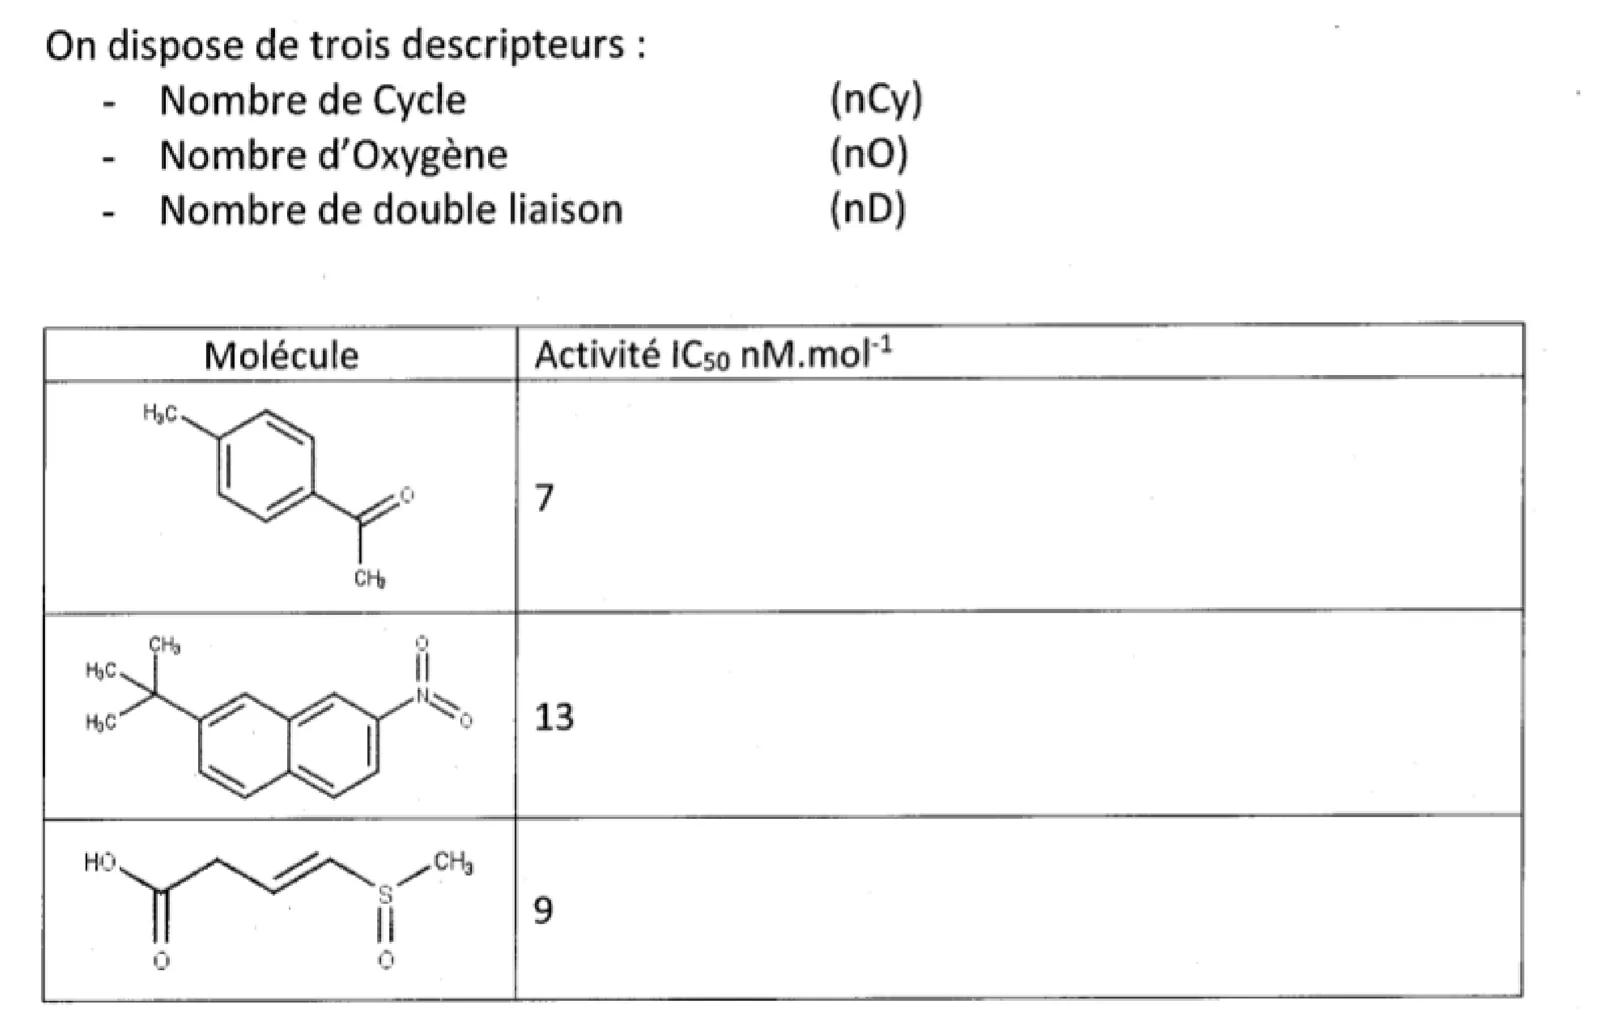 On dispose de trois descripteurs :
- Nombre de Cycle (nCy)
- Nombre d'Oxygène (nO)
- Nombre de double liaison (nD)
Molécule Activité IC₅₀ nM.mol⁻¹
H₃C
O
7
CH₃
CH₃ O
H₃C
N
H₃C O 13
HO CH₃
S
9
O O